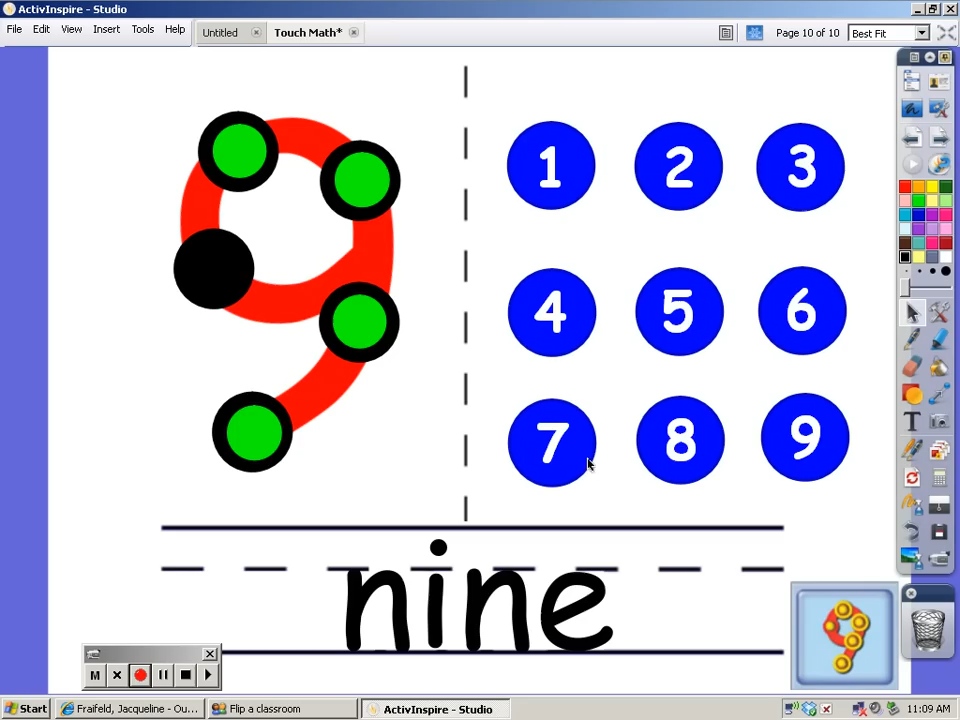 ActivInspire - Studio
File Edit View Insert Tools Help Untitled Touch Math* Page 10 of 10 Best Fit
9
1 2 3
4 5 6
7 8 9
nine
9
M
T
Start Fraifeld, Jacqueline - Ou... Flip a classroom ActivInspire - Studio 11:09 AM